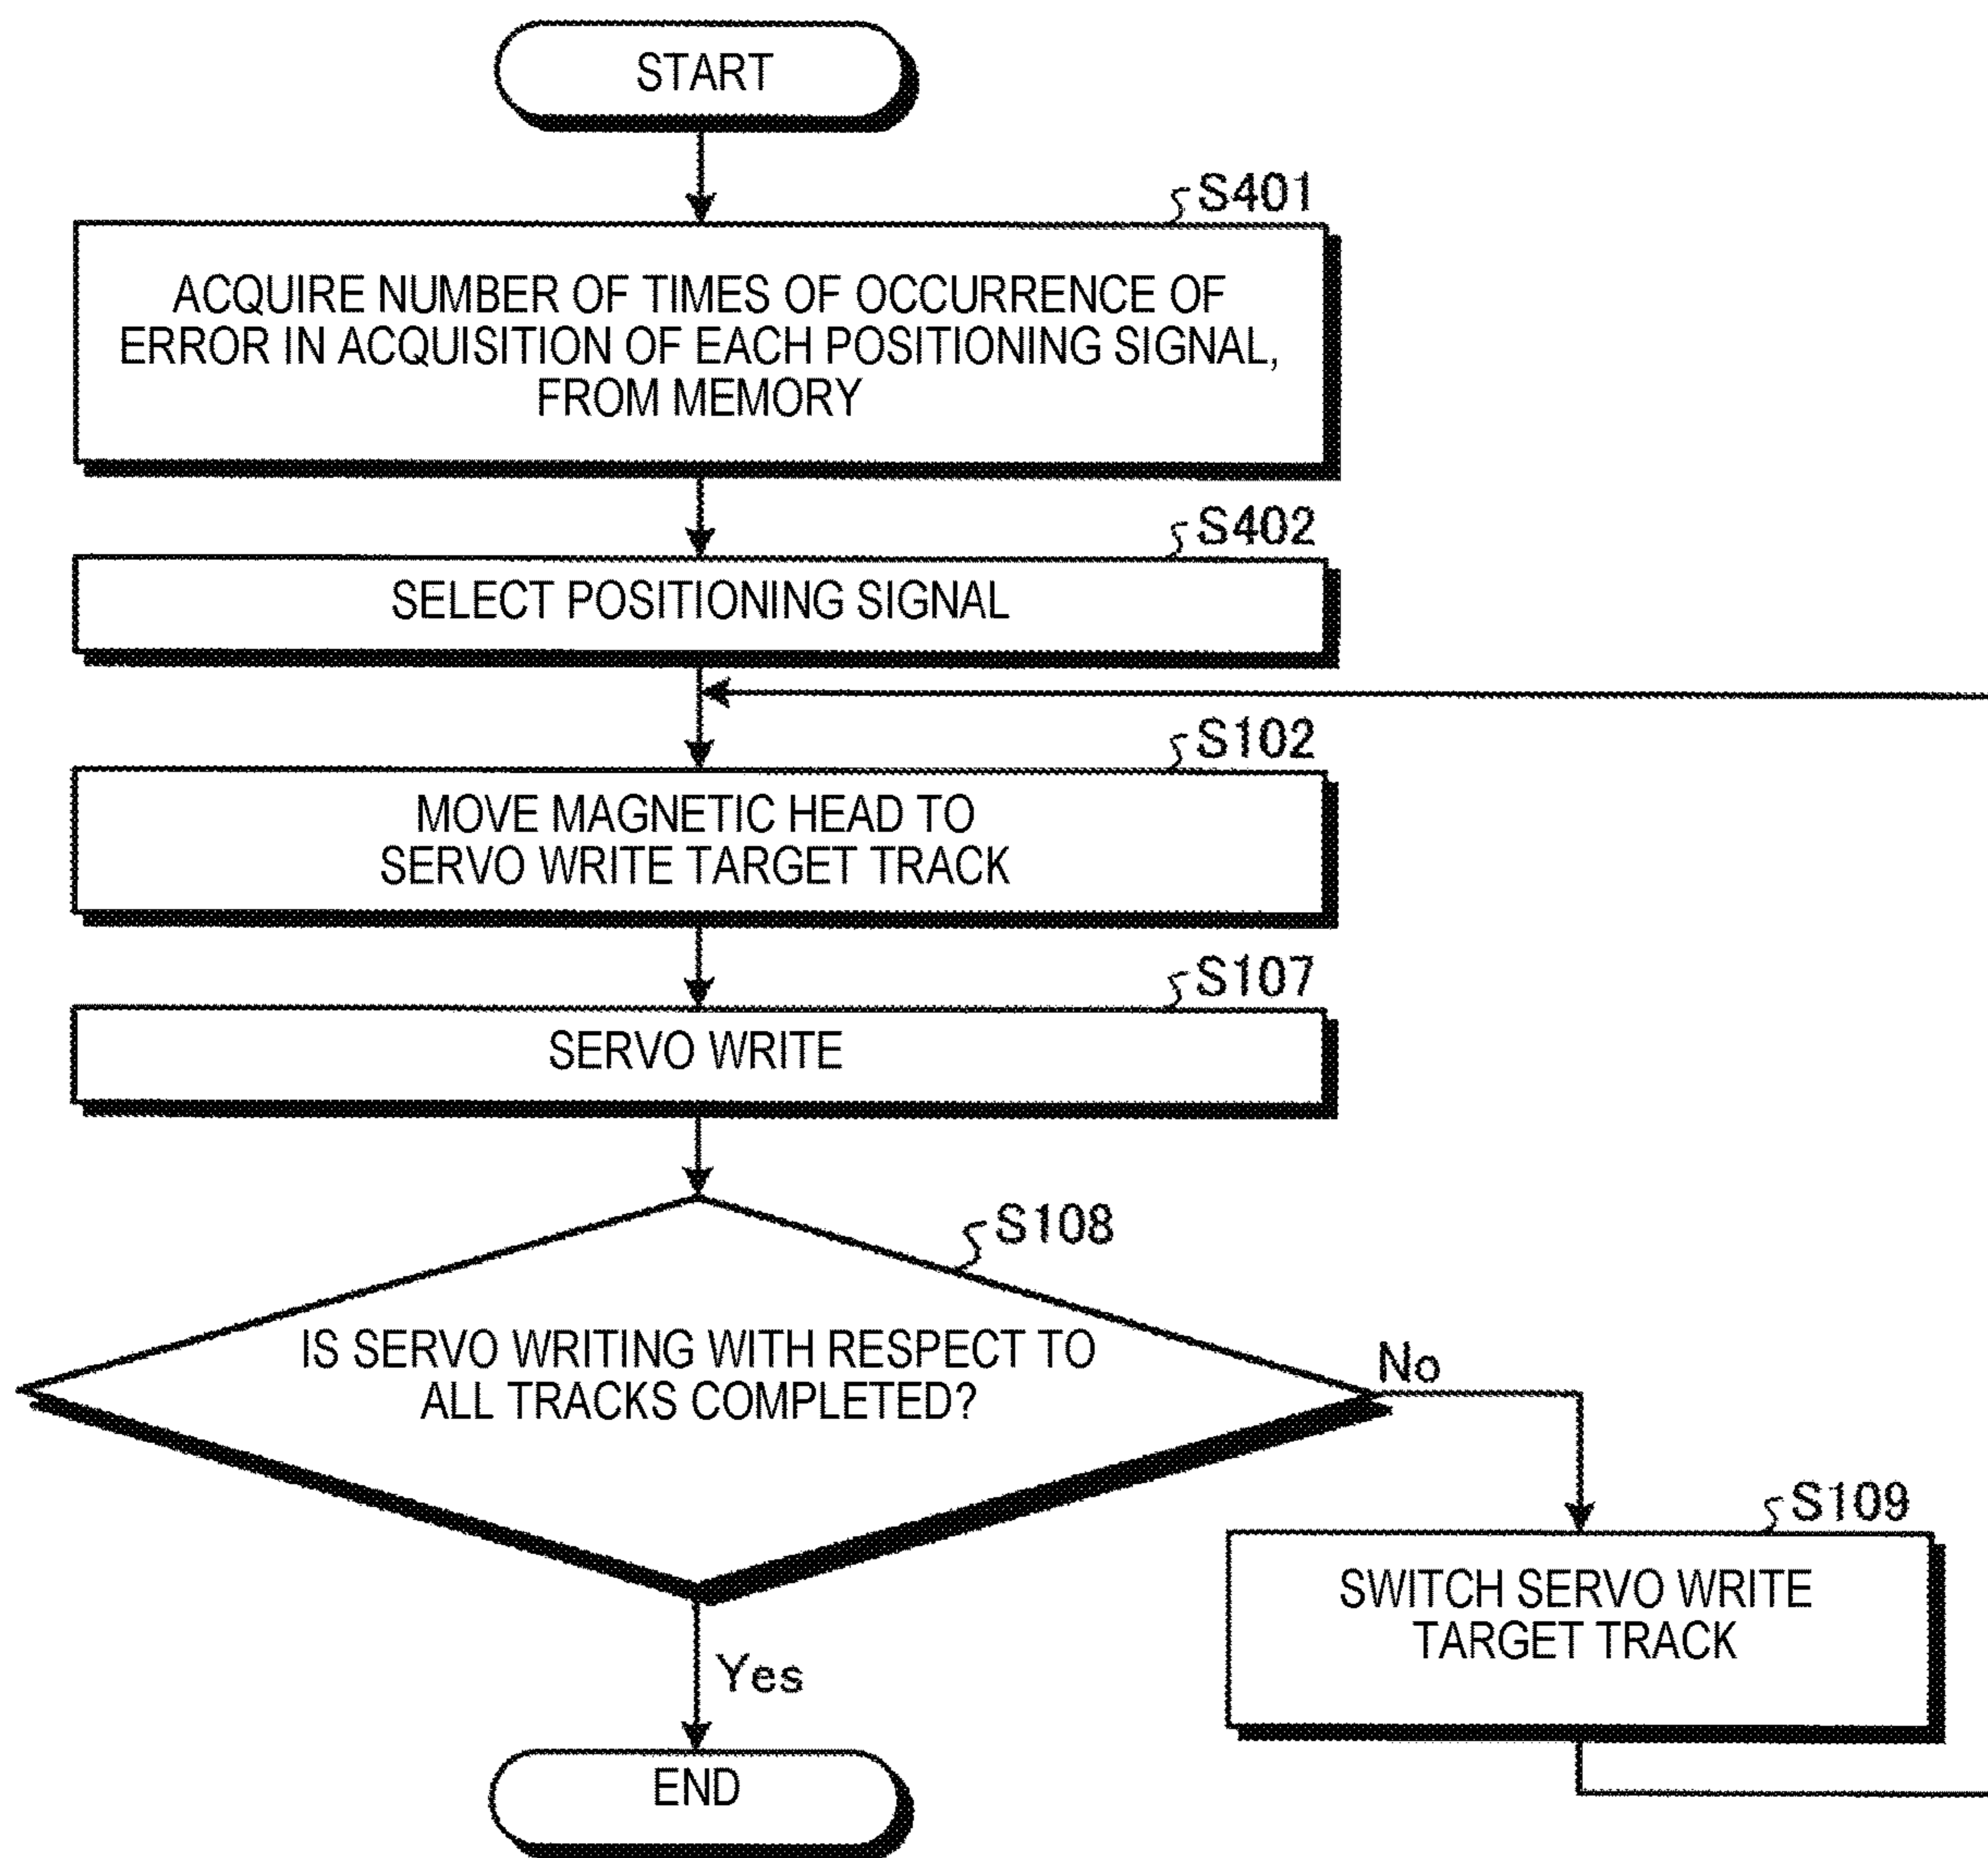 START
S401
ACQUIRE NUMBER OF TIMES OF OCCURRENCE OF
ERROR IN ACQUISITION OF EACH POSITIONING SIGNAL,
FROM MEMORY
S402
SELECT POSITIONING SIGNAL
S102
MOVE MAGNETIC HEAD TO
SERVO WRITE TARGET TRACK
S107
SERVO WRITE
S108
IS SERVO WRITING WITH RESPECT TO
ALL TRACKS COMPLETED?
No
S109
SWITCH SERVO WRITE
TARGET TRACK
Yes
END